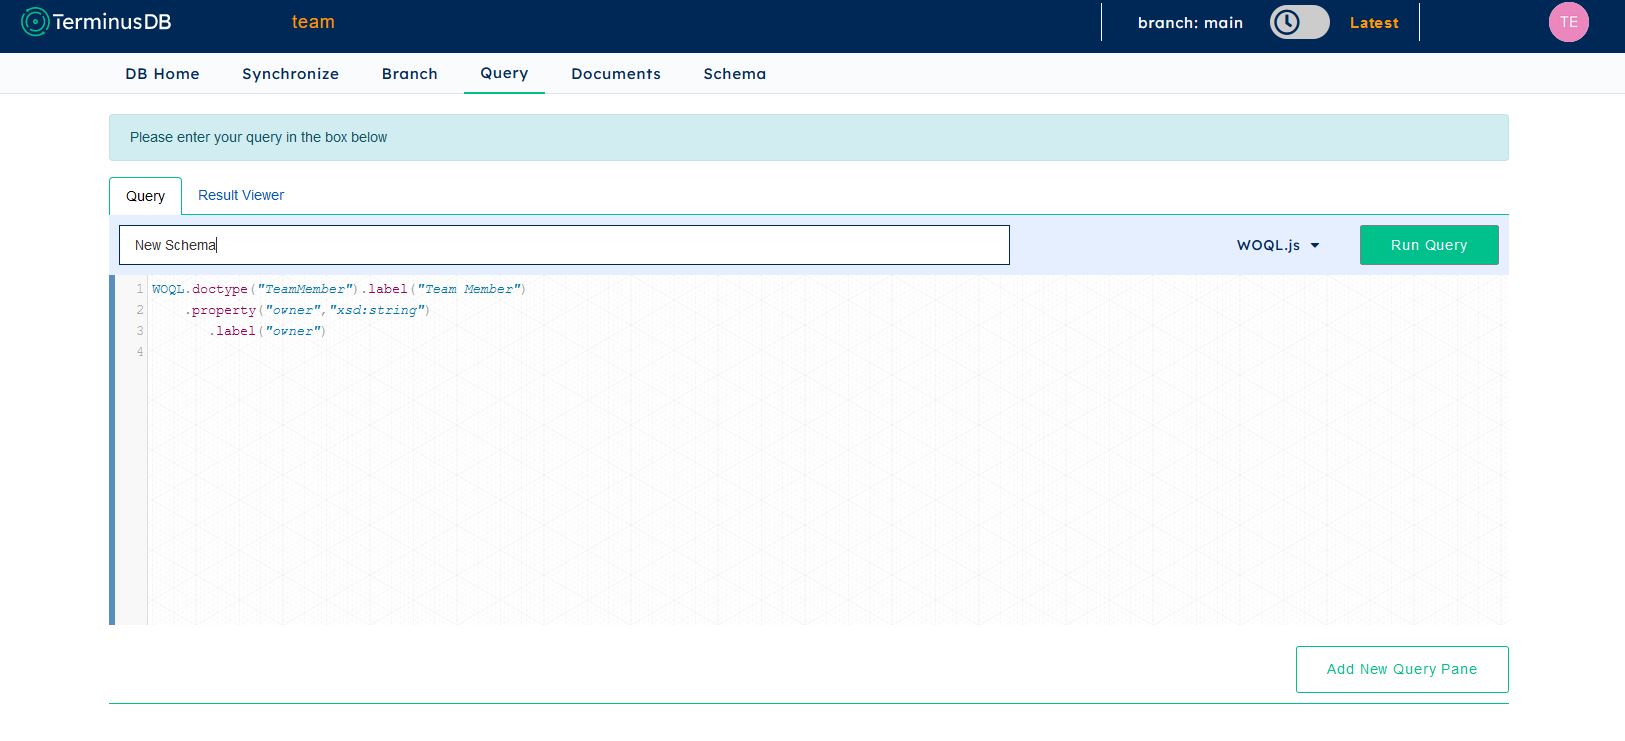 TerminusDB team branch: main Latest TE
DB Home Synchronize Branch Query Documents Schema
Please enter your query in the box below
Query Result Viewer
New Schema WOQL.js Run Query
1 WOQL.doctype("TeamMember").label("Team Member")
2 .property("owner","xsd:string")
3 .label("owner")
4
Add New Query Pane